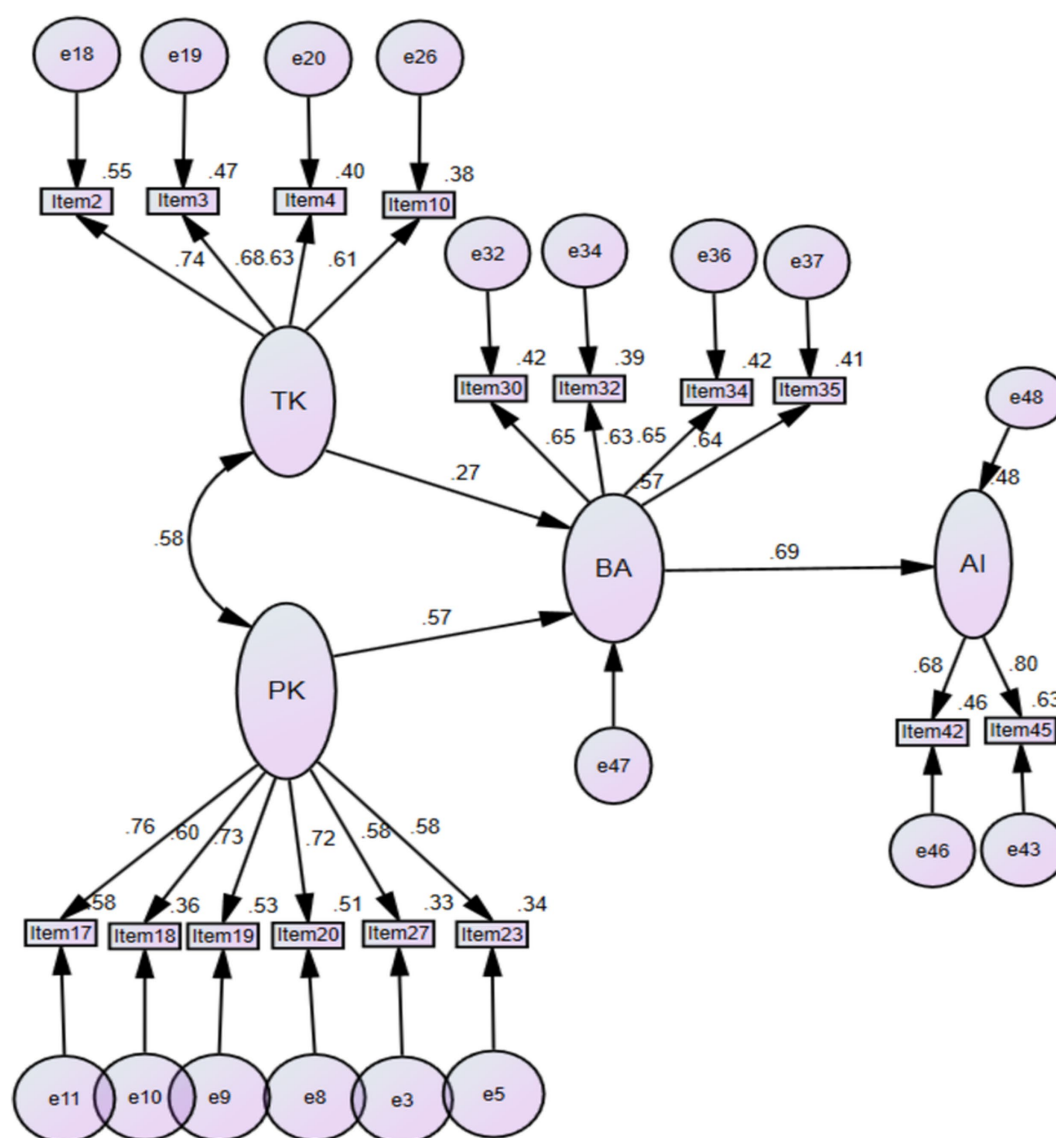 e18
e19
e20
e26
.55
.47
.40
.38
Item2
Item3
Item4
Item10
.74
.68
.63
.61
e32
e34
e36
e37
.42
.39
.42
.41
Item30
Item32
Item34
Item35
.65
.63
.65
.64
TK
.27
.57
e48
.48
.58
BA
.69
AI
.57
PK
.68
.80
.46
.63
Item42
Item45
e47
e46
e43
.76
.60
.73
.72
.58
.58
.58
.36
.53
.51
.33
.34
Item17
Item18
Item19
Item20
Item27
Item23
e11
e10
e9
e8
e3
e5